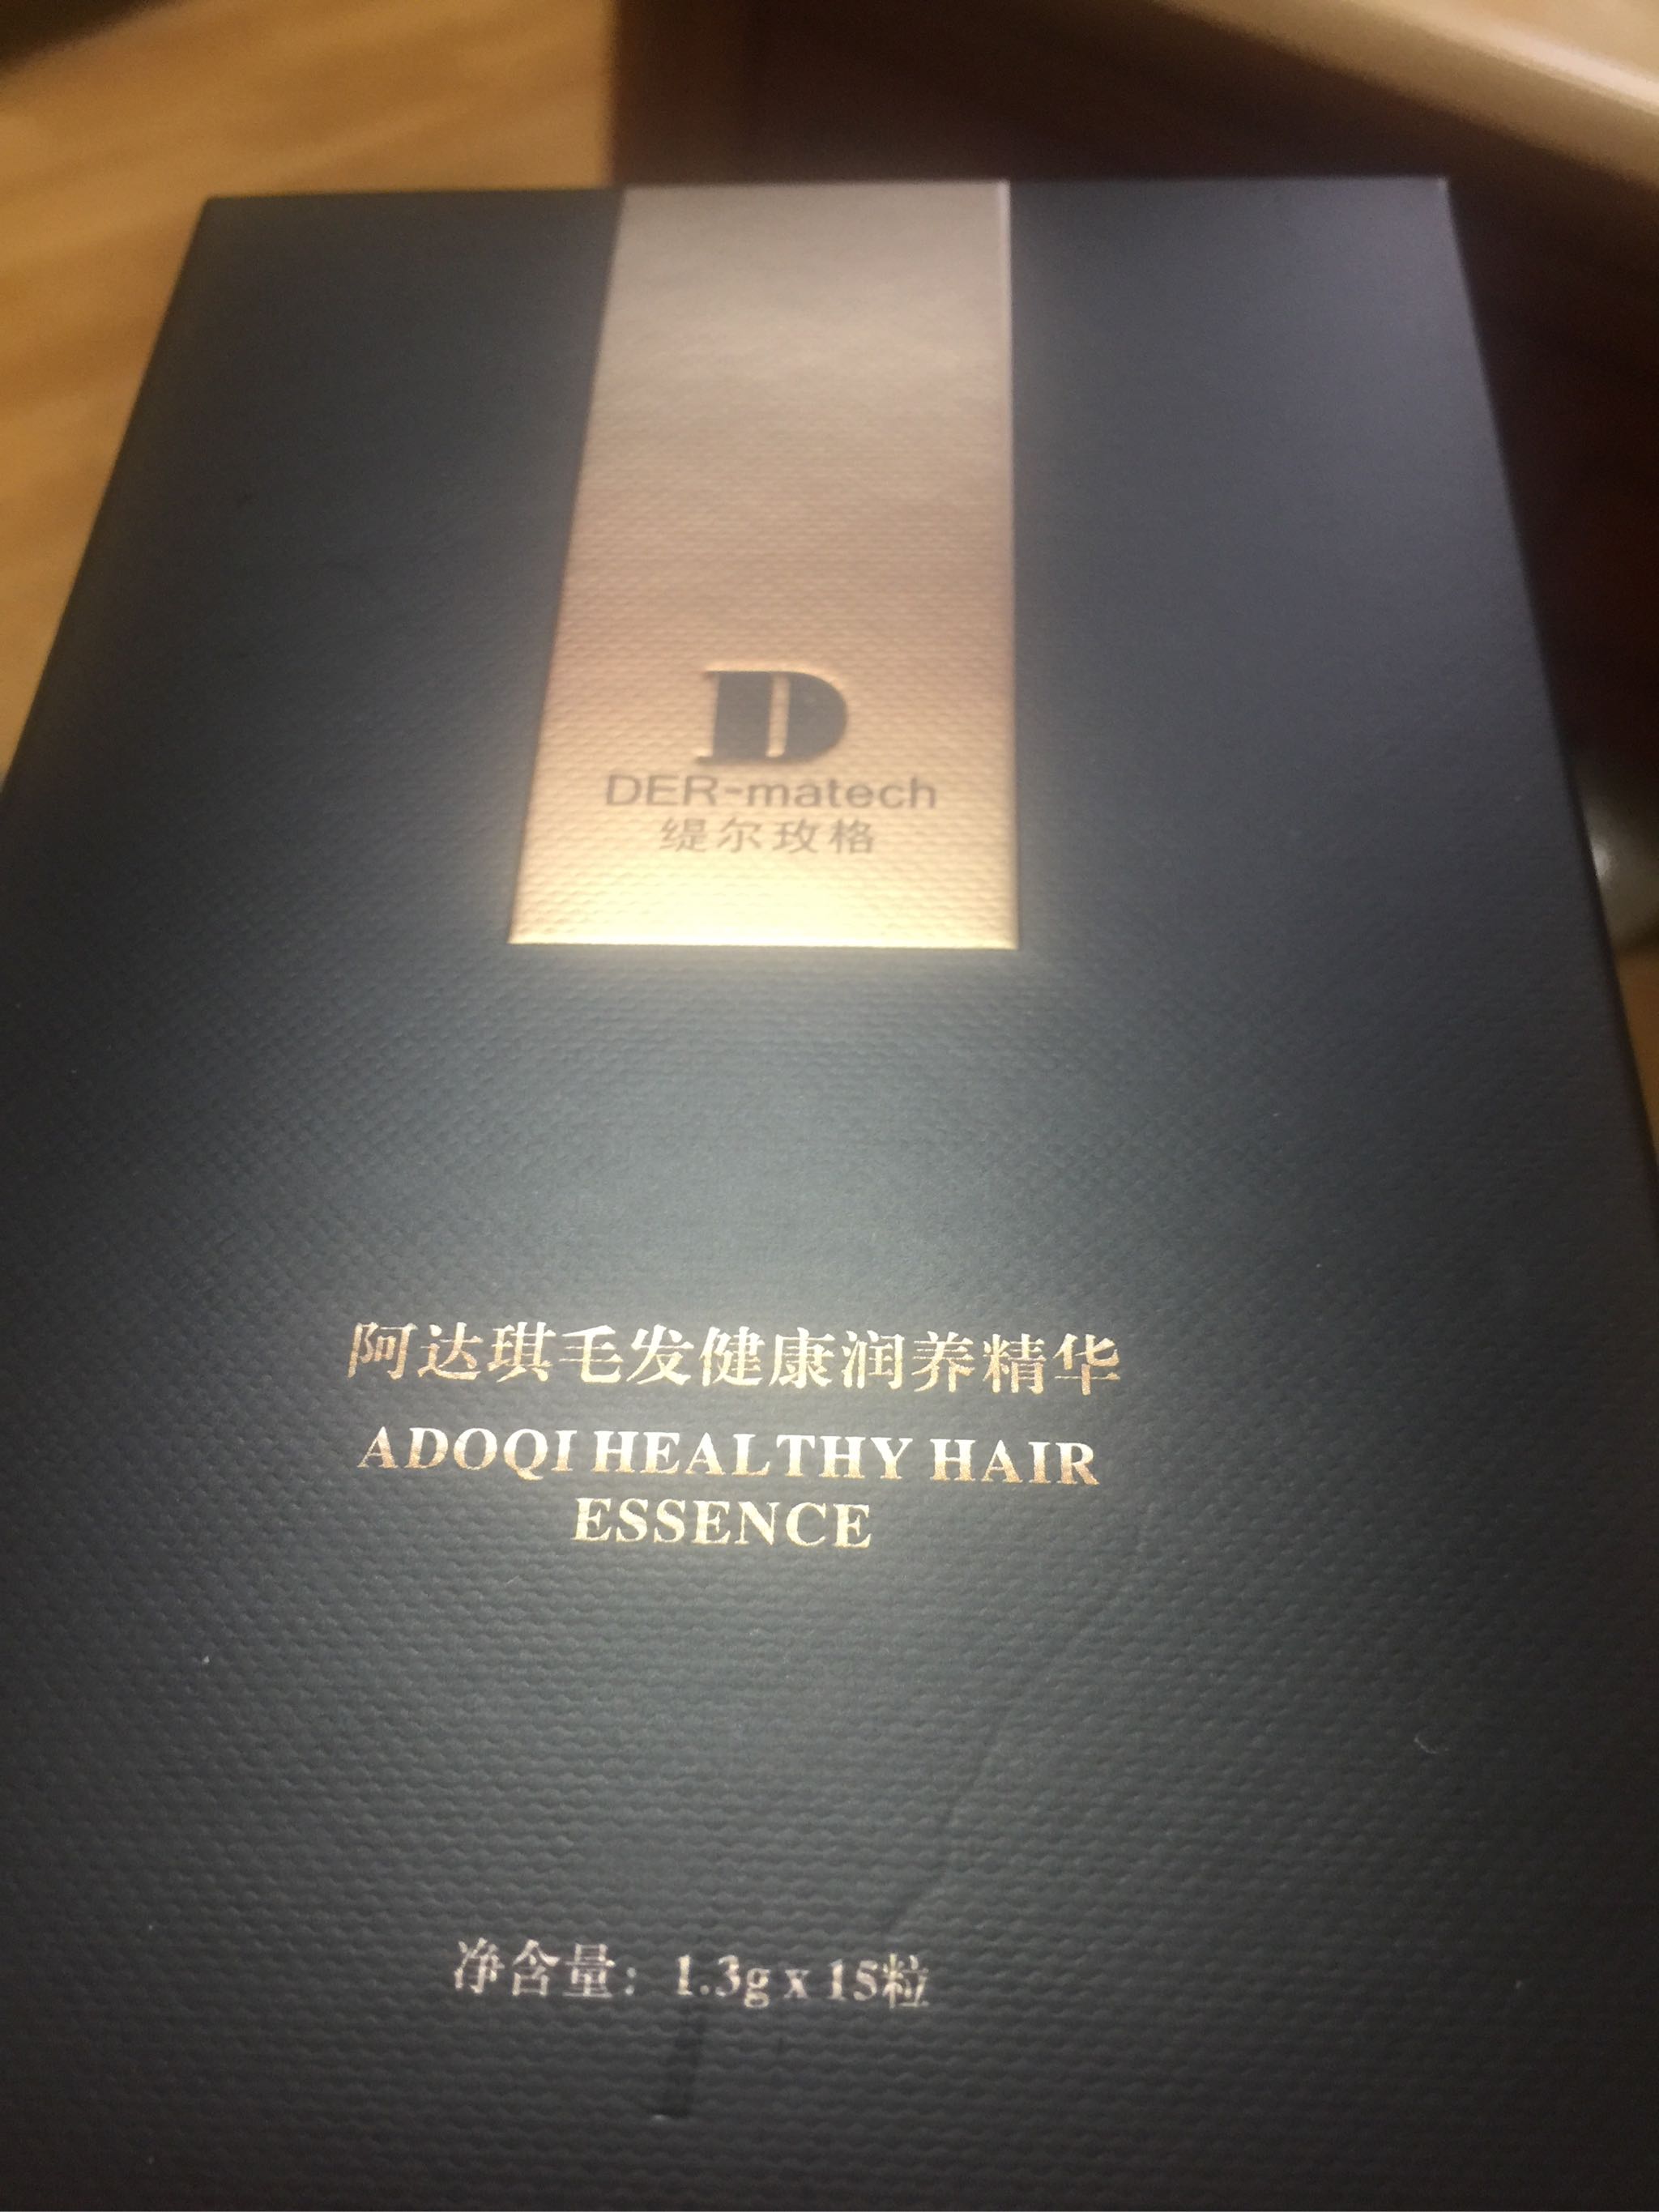 D
DER-matech
缇尔玫格
阿达琪毛发健康润养精华
ADOQI HEALTHY HAIR
ESSENCE
净含量：1.3g x 15粒